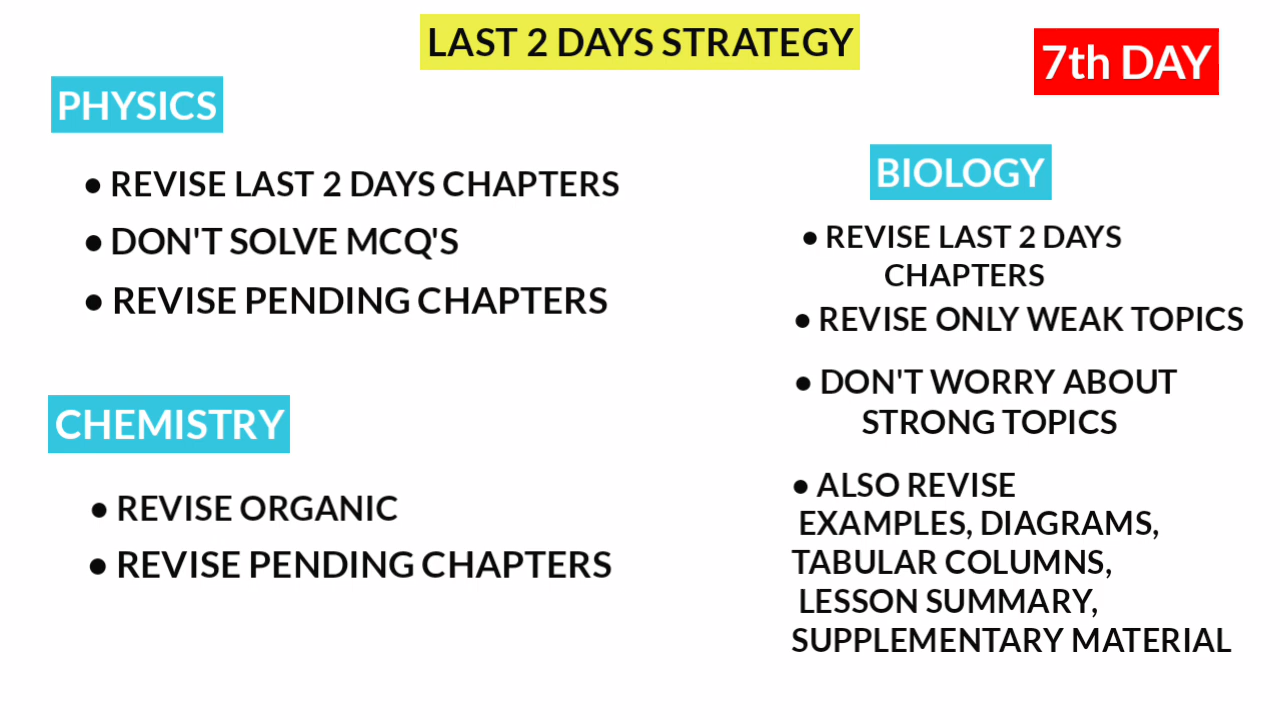 LAST 2 DAYS STRATEGY
7th DAY
PHYSICS
• REVISE LAST 2 DAYS CHAPTERS
• DON'T SOLVE MCQ'S
• REVISE PENDING CHAPTERS
CHEMISTRY
• REVISE ORGANIC
• REVISE PENDING CHAPTERS
BIOLOGY
• REVISE LAST 2 DAYS
CHAPTERS
• REVISE ONLY WEAK TOPICS
• DON'T WORRY ABOUT
STRONG TOPICS
• ALSO REVISE
EXAMPLES, DIAGRAMS,
TABULAR COLUMNS,
LESSON SUMMARY,
SUPPLEMENTARY MATERIAL